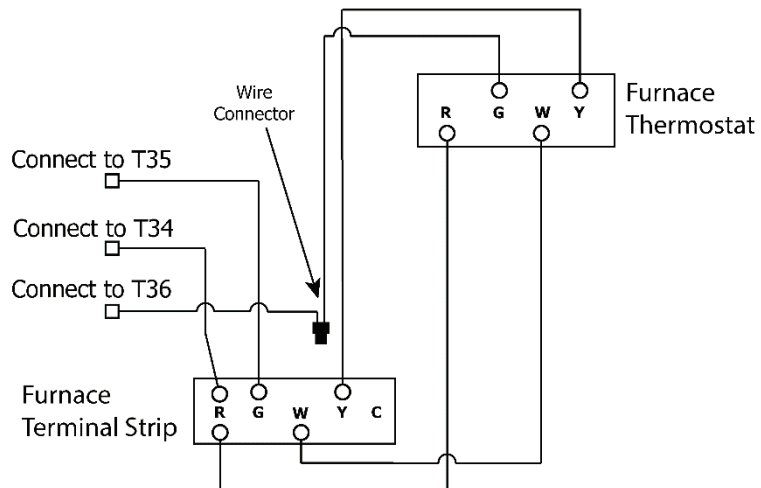 Wire
Connector
Furnace
Thermostat
R G W Y
Connect to T35
Connect to T34
Connect to T36
Furnace
Terminal Strip
R G W Y C